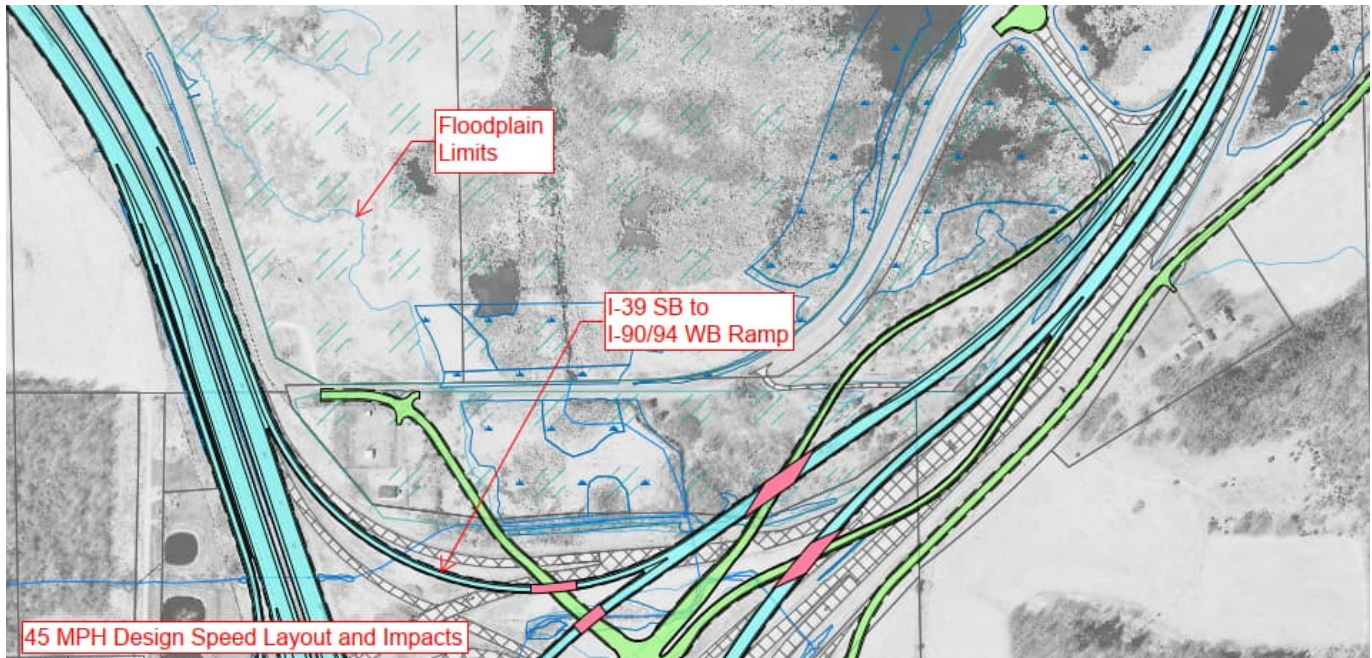 Floodplain
Limits
I-39 SB to
I-90/94 WB Ramp
45 MPH Design Speed Layout and Impacts